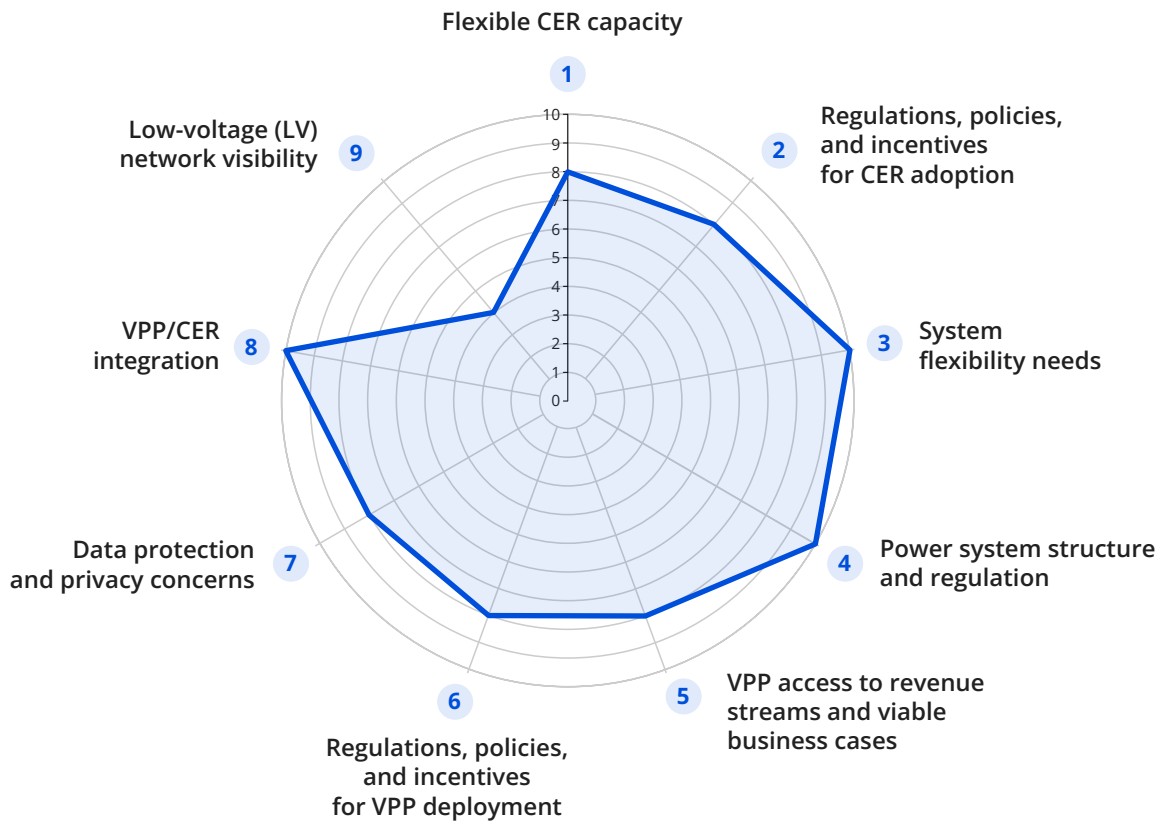 Flexible CER capacity
1
Regulations, policies,
and incentives
for CER adoption
2
System
flexibility needs
3
Power system structure
and regulation
4
VPP access to revenue
streams and viable
business cases
5
Regulations, policies,
and incentives
for VPP deployment
6
Data protection
and privacy concerns
7
VPP/CER
integration
8
Low-voltage (LV)
network visibility
9
10
9
8
7
6
5
4
3
2
1
0